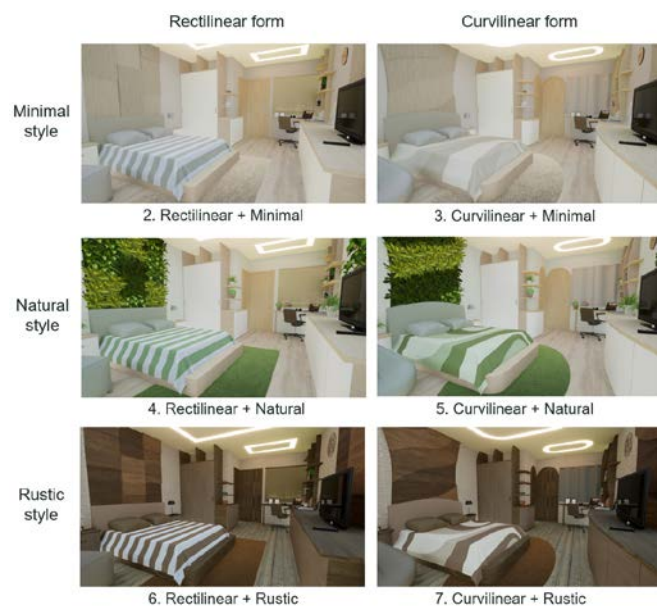 Rectilinear form
Curvilinear form
Minimal
style
2. Rectilinear + Minimal
3. Curvilinear + Minimal
Natural
style
4. Rectilinear + Natural
5. Curvilinear + Natural
Rustic
style
6. Rectilinear + Rustic
7. Curvilinear + Rustic